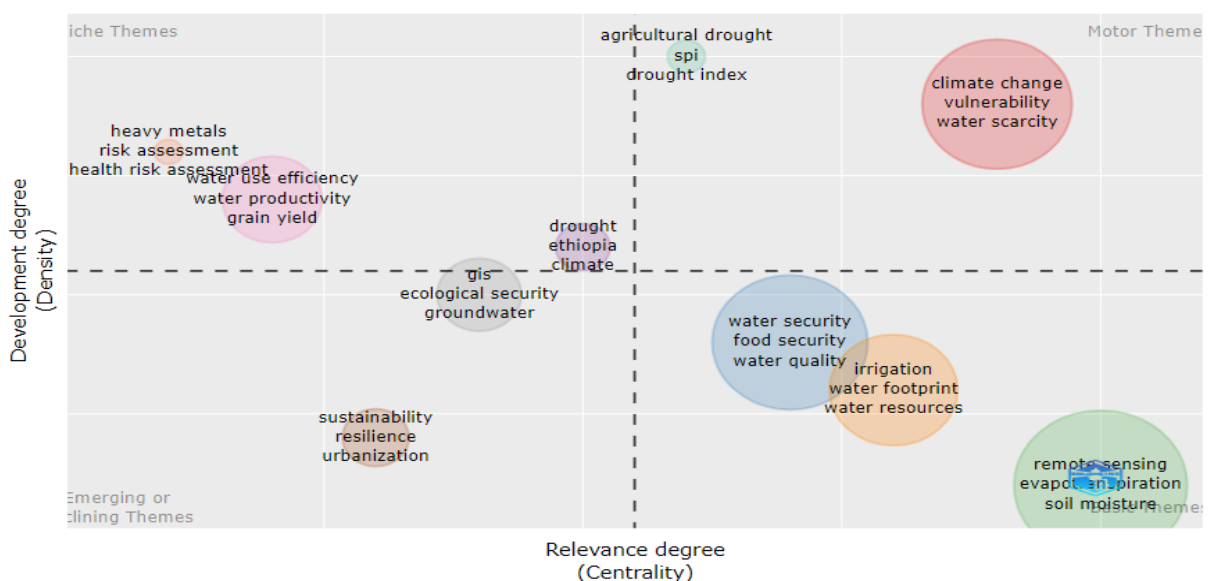 iche Themes
Motor Theme
agricultural drought
spi
drought index
climate change
vulnerability
water scarcity
heavy metals
risk assessment
health risk assessment
water use efficiency
water productivity
grain yield
drought
ethiopia
climate
gis
ecological security
groundwater
water security
food security
water quality
irrigation
water footprint
water resources
sustainability
resilience
urbanization
remote sensing
evapotranspiration
soil moisture
Emerging or
clining Themes
Basic Themes
Development degree
(Density)
Relevance degree
(Centrality)